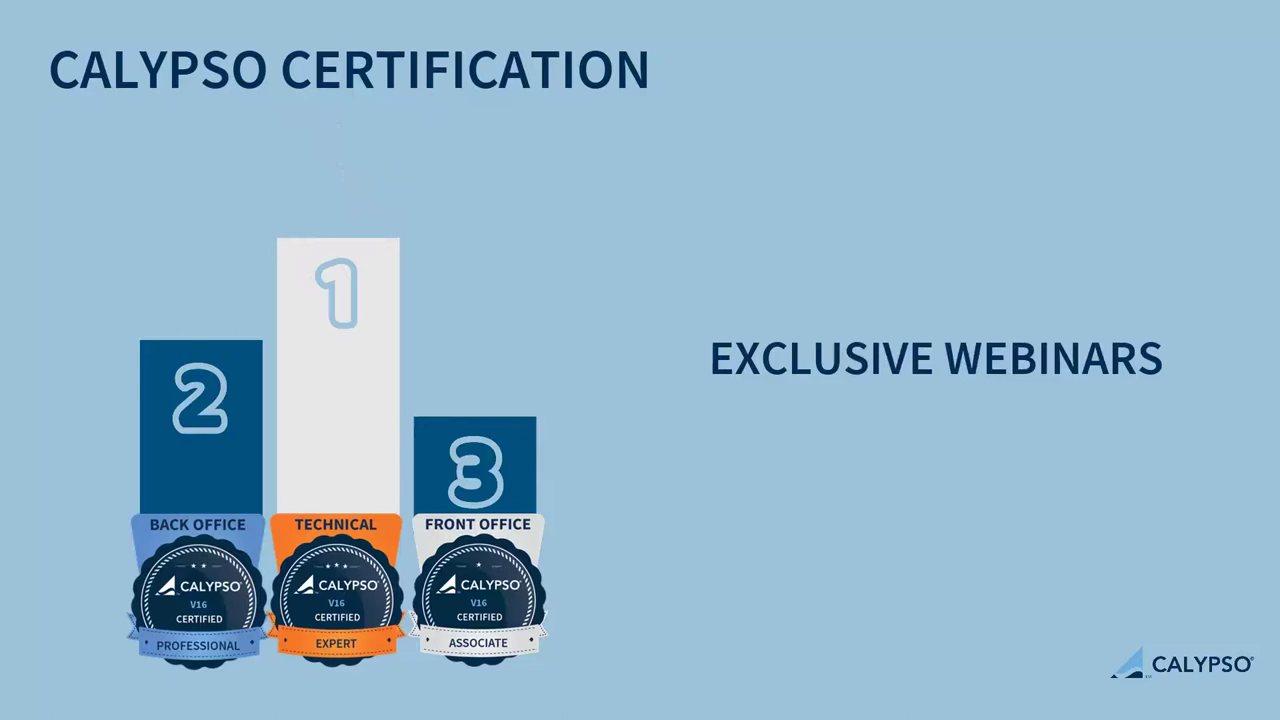 CALYPSO CERTIFICATION
1
2
3
EXCLUSIVE WEBINARS
BACK OFFICE
CALYPSO
V16
CERTIFIED
PROFESSIONAL
TECHNICAL
CALYPSO
V16
CERTIFIED
EXPERT
FRONT OFFICE
CALYPSO
V16
CERTIFIED
ASSOCIATE
CALYPSO